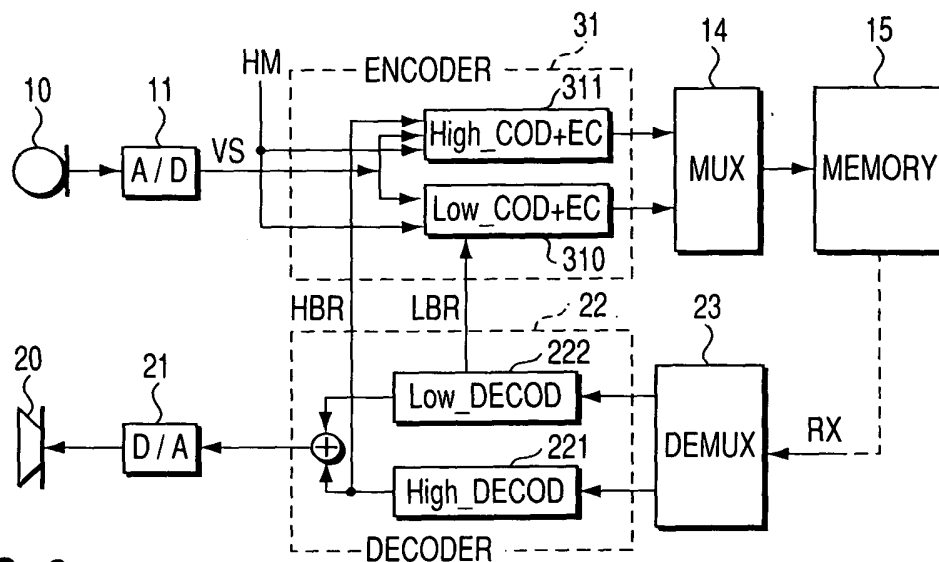 31
14
15
HM
ENCODER
10
11
311
VS
High_COD+EC
A/D
MUX
MEMORY
Low_COD+EC
310
HBR
LBR
22
23
20
21
222
Low_DECOD
D/A
+
221
DEMUX
RX
High_DECOD
DECODER